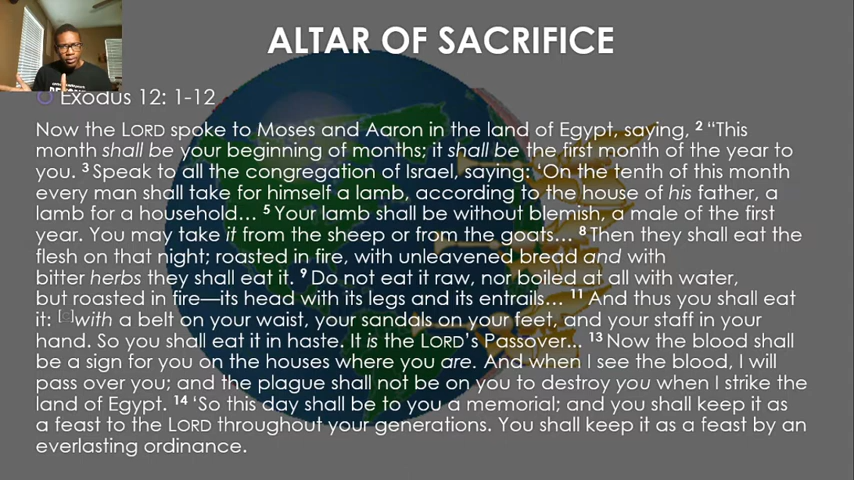 ALTAR OF SACRIFICE
Exodus 12: 1-12
Now the LORD spoke to Moses and Aaron in the land of Egypt, saying, 2 “This
month shall be your beginning of months; it shall be the first month of the year to
you. 3 Speak to all the congregation of Israel, saying: ‘On the tenth of this month
every man shall take for himself a lamb, according to the house of his father, a
lamb for a household... 5 Your lamb shall be without blemish, a male of the first
year. You may take it from the sheep or from the goats... 8 Then they shall eat the
flesh on that night; roasted in fire, with unleavened bread and with
bitter herbs they shall eat it. 9 Do not eat it raw, nor boiled at all with water,
but roasted in fire—its head with its legs and its entrails... 11 And thus you shall eat
it: [c]with a belt on your waist, your sandals on your feet, and your staff in your
hand. So you shall eat it in haste. It is the LORD’s Passover... 13 Now the blood shall
be a sign for you on the houses where you are. And when I see the blood, I will
pass over you; and the plague shall not be on you to destroy you when I strike the
land of Egypt. 14 ‘So this day shall be to you a memorial; and you shall keep it as
a feast to the LORD throughout your generations. You shall keep it as a feast by an
everlasting ordinance.